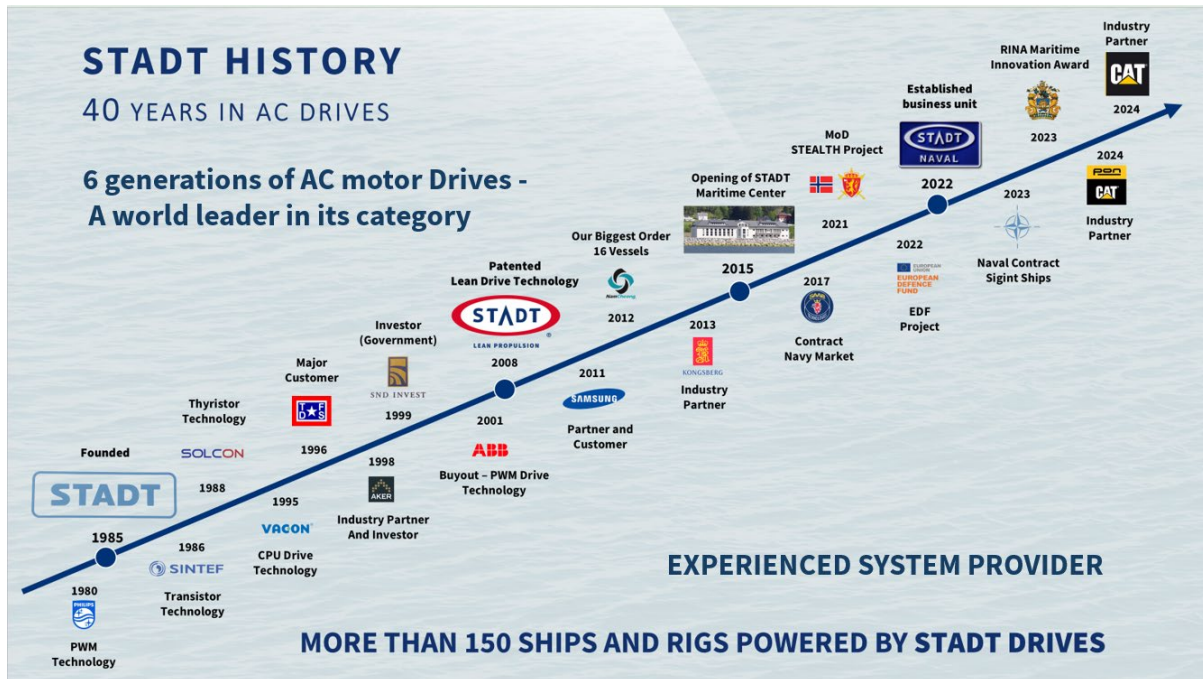 STADT HISTORY
40 YEARS IN AC DRIVES
6 generations of AC motor Drives -
A world leader in its category
Founded
STADT
1985
1980
PHILIPS
PWM
Technology
1986
SINTEF
Transistor
Technology
Thyristor
Technology
SOLCON
1988
1995
VACON
CPU Drive
Technology
Major
Customer
T F
D S
1996
1998
AKER
Industry Partner
And Investor
Investor
(Government)
SND INVEST
1999
2001
ABB
Buyout – PWM Drive
Technology
Patented
Lean Drive Technology
STADT
®
LEAN PROPULSION
2008
2011
SAMSUNG
Partner and
Customer
Our Biggest Order
16 Vessels
2012
2013
KONGSBERG
Industry
Partner
Opening of STADT
Maritime Center
2015
2017
Contract
Navy Market
MoD
STEALTH Project
2021
2022
EUROPEAN
UNION
EUROPEAN
DEFENCE
FUND
EDF
Project
Established
business unit
STADT
NAVAL
2022
2023
Naval Contract
Sigint Ships
RINA Maritime
Innovation Award
2023
2024
pon
CAT
Industry
Partner
Industry
Partner
CAT
2024
EXPERIENCED SYSTEM PROVIDER
MORE THAN 150 SHIPS AND RIGS POWERED BY STADT DRIVES